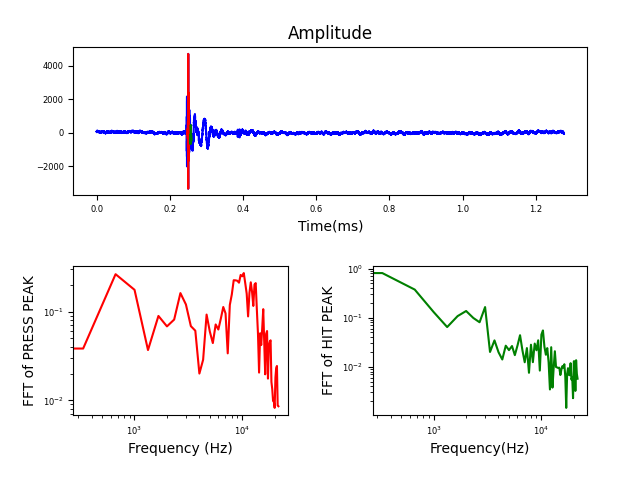 Amplitude
4000
2000
0
−2000
0.0 0.2 0.4 0.6 0.8 1.0 1.2
Time(ms)
FFT of PRESS PEAK
10⁻¹
10⁻²
10³ 10⁴
Frequency (Hz)
FFT of HIT PEAK
10⁰
10⁻¹
10⁻²
10³ 10⁴
Frequency(Hz)